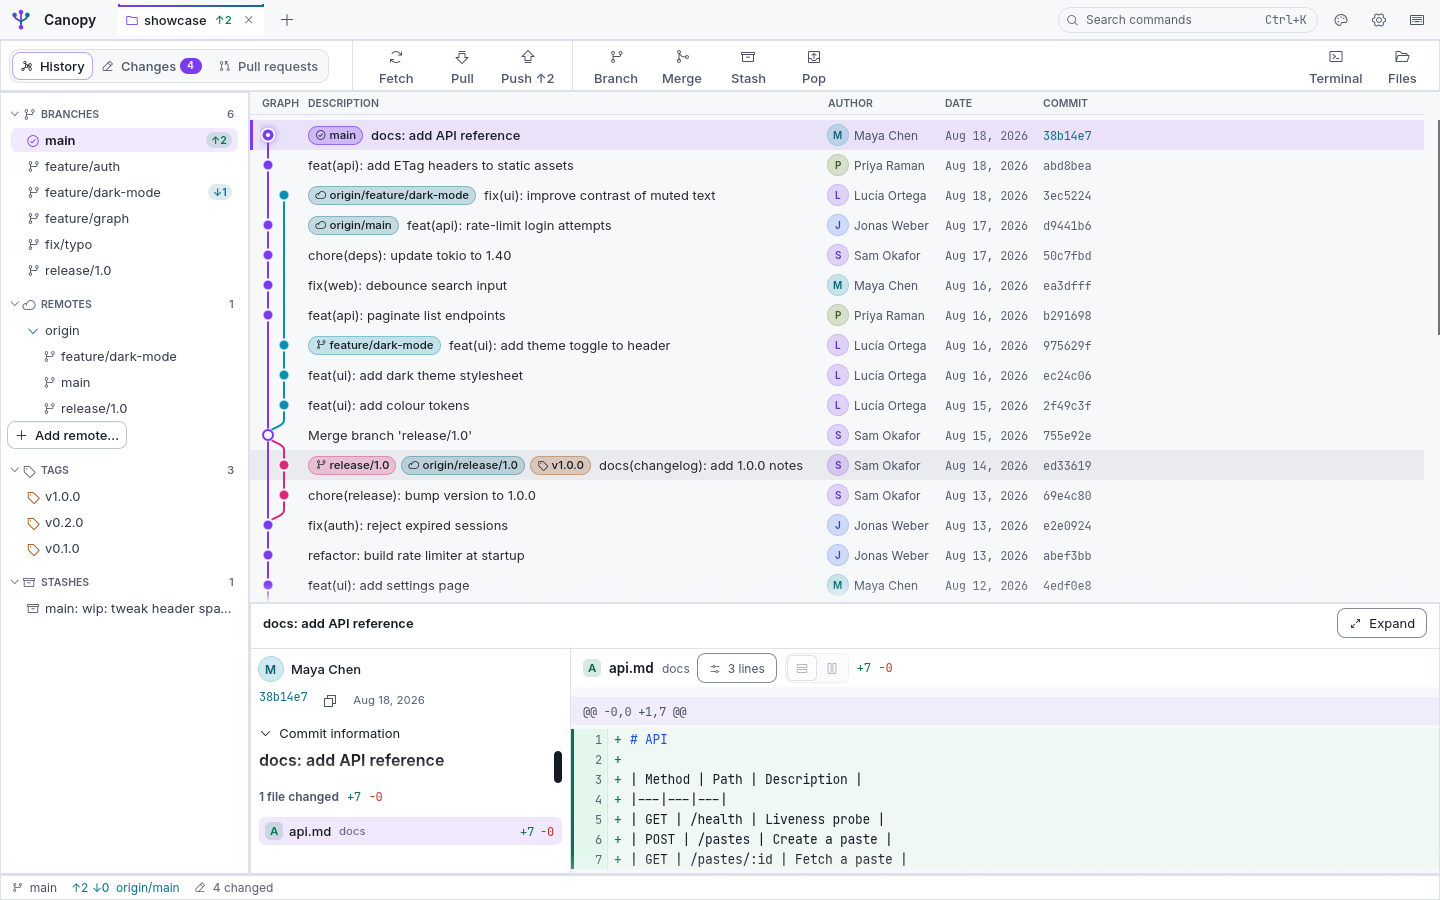 Canopy
showcase ↑2
Search commands Ctrl+K
History
Changes 4
Pull requests
Fetch
Pull
Push ↑2
Branch
Merge
Stash
Pop
Terminal
Files
BRANCHES 6
main ↑2
feature/auth
feature/dark-mode ↓1
feature/graph
fix/typo
release/1.0
REMOTES 1
origin
feature/dark-mode
main
release/1.0
Add remote...
TAGS 3
v1.0.0
v0.2.0
v0.1.0
STASHES 1
main: wip: tweak header spa...
GRAPH DESCRIPTION AUTHOR DATE COMMIT
main docs: add API reference M Maya Chen Aug 18, 2026 38b14e7
feat(api): add ETag headers to static assets P Priya Raman Aug 18, 2026 abd8bea
origin/feature/dark-mode fix(ui): improve contrast of muted text L Lucía Ortega Aug 18, 2026 3ec5224
origin/main feat(api): rate-limit login attempts J Jonas Weber Aug 17, 2026 d9441b6
chore(deps): update tokio to 1.40 S Sam Okafor Aug 17, 2026 50c7fbd
fix(web): debounce search input M Maya Chen Aug 16, 2026 ea3dfff
feat(api): paginate list endpoints P Priya Raman Aug 16, 2026 b291698
feature/dark-mode feat(ui): add theme toggle to header L Lucía Ortega Aug 16, 2026 975629f
feat(ui): add dark theme stylesheet L Lucía Ortega Aug 16, 2026 ec24c06
feat(ui): add colour tokens L Lucía Ortega Aug 15, 2026 2f49c3f
Merge branch 'release/1.0' S Sam Okafor Aug 15, 2026 755e92e
release/1.0 origin/release/1.0 v1.0.0 docs(changelog): add 1.0.0 notes S Sam Okafor Aug 14, 2026 ed33619
chore(release): bump version to 1.0.0 S Sam Okafor Aug 13, 2026 69e4c80
fix(auth): reject expired sessions J Jonas Weber Aug 13, 2026 e2e0924
refactor: build rate limiter at startup J Jonas Weber Aug 13, 2026 abef3bb
feat(ui): add settings page M Maya Chen Aug 12, 2026 4edf0e8
docs: add API reference
Expand
M Maya Chen
38b14e7 Aug 18, 2026
Commit information
docs: add API reference
1 file changed +7 -0
A api.md docs +7 -0
A api.md docs 3 lines +7 -0
@@ -0,0 +1,7 @@
1 + # API
2 +
3 + | Method | Path | Description |
4 + |---|---|---|
5 + | GET | /health | Liveness probe |
6 + | POST | /pastes | Create a paste |
7 + | GET | /pastes/:id | Fetch a paste |
main ↑2 ↓0 origin/main 4 changed